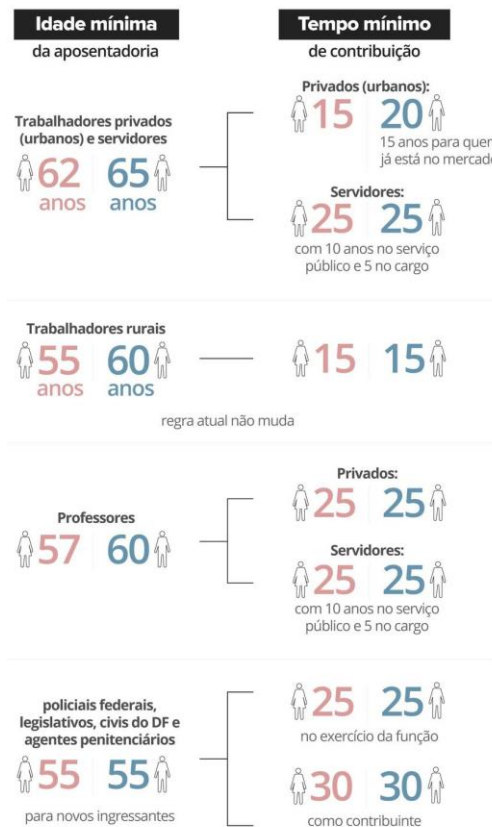 Idade mínima
da aposentadoria
Tempo mínimo
de contribuição
Trabalhadores privados
(urbanos) e servidores
62 65
anos anos
Privados (urbanos):
15 20
15 anos para quem
já está no mercado
Servidores:
25 25
com 10 anos no serviço
público e 5 no cargo
Trabalhadores rurais
55 60
anos anos
15 15
regra atual não muda
Professores
57 60
Privados:
25 25
Servidores:
25 25
com 10 anos no serviço
público e 5 no cargo
policiais federais,
legislativos, civis do DF e
agentes penitenciários
55 55
para novos ingressantes
25 25
no exercício da função
30 30
como contribuinte